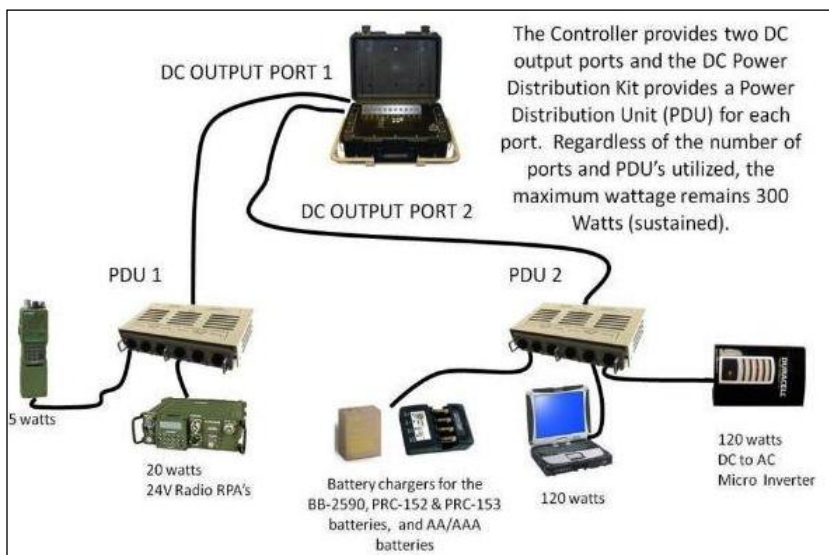 The Controller provides two DC
output ports and the DC Power
Distribution Kit provides a Power
Distribution Unit (PDU) for each
port. Regardless of the number of
ports and PDU's utilized, the
maximum wattage remains 300
Watts (sustained).
DC OUTPUT PORT 1
DC OUTPUT PORT 2
PDU 1
PDU 2
5 watts
20 watts
24V Radio RPA's
Battery chargers for the
BB-2590, PRC-152 & PRC-153
batteries, and AA/AAA
batteries
120 watts
DURACELL
120 watts
DC to AC
Micro Inverter